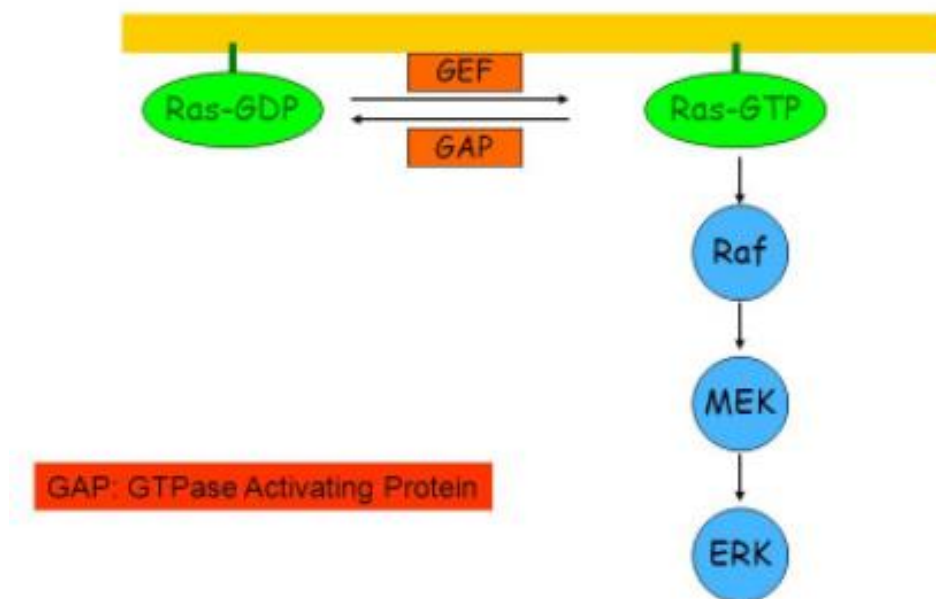 GEF
Ras-GDP
Ras-GTP
GAP
Raf
MEK
GAP: GTPase Activating Protein
ERK